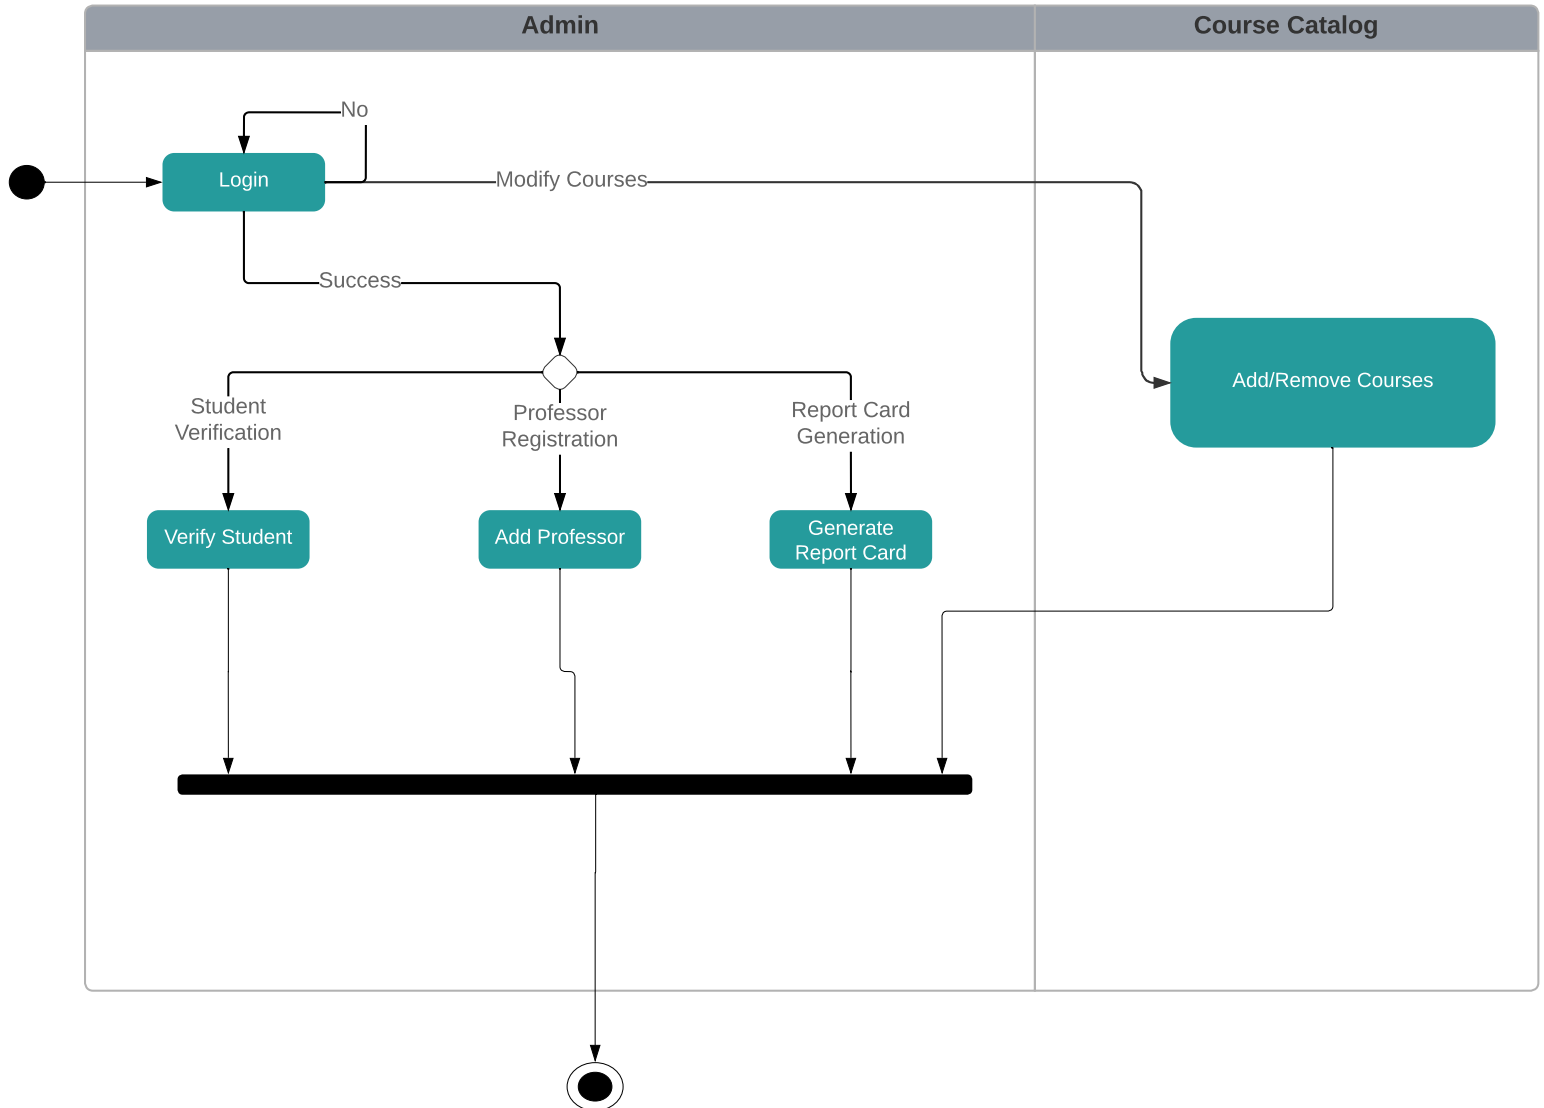 Admin
Course Catalog
No
Login
Modify Courses
Success
Student
Verification
Professor
Registration
Report Card
Generation
Add/Remove Courses
Verify Student
Add Professor
Generate
Report Card